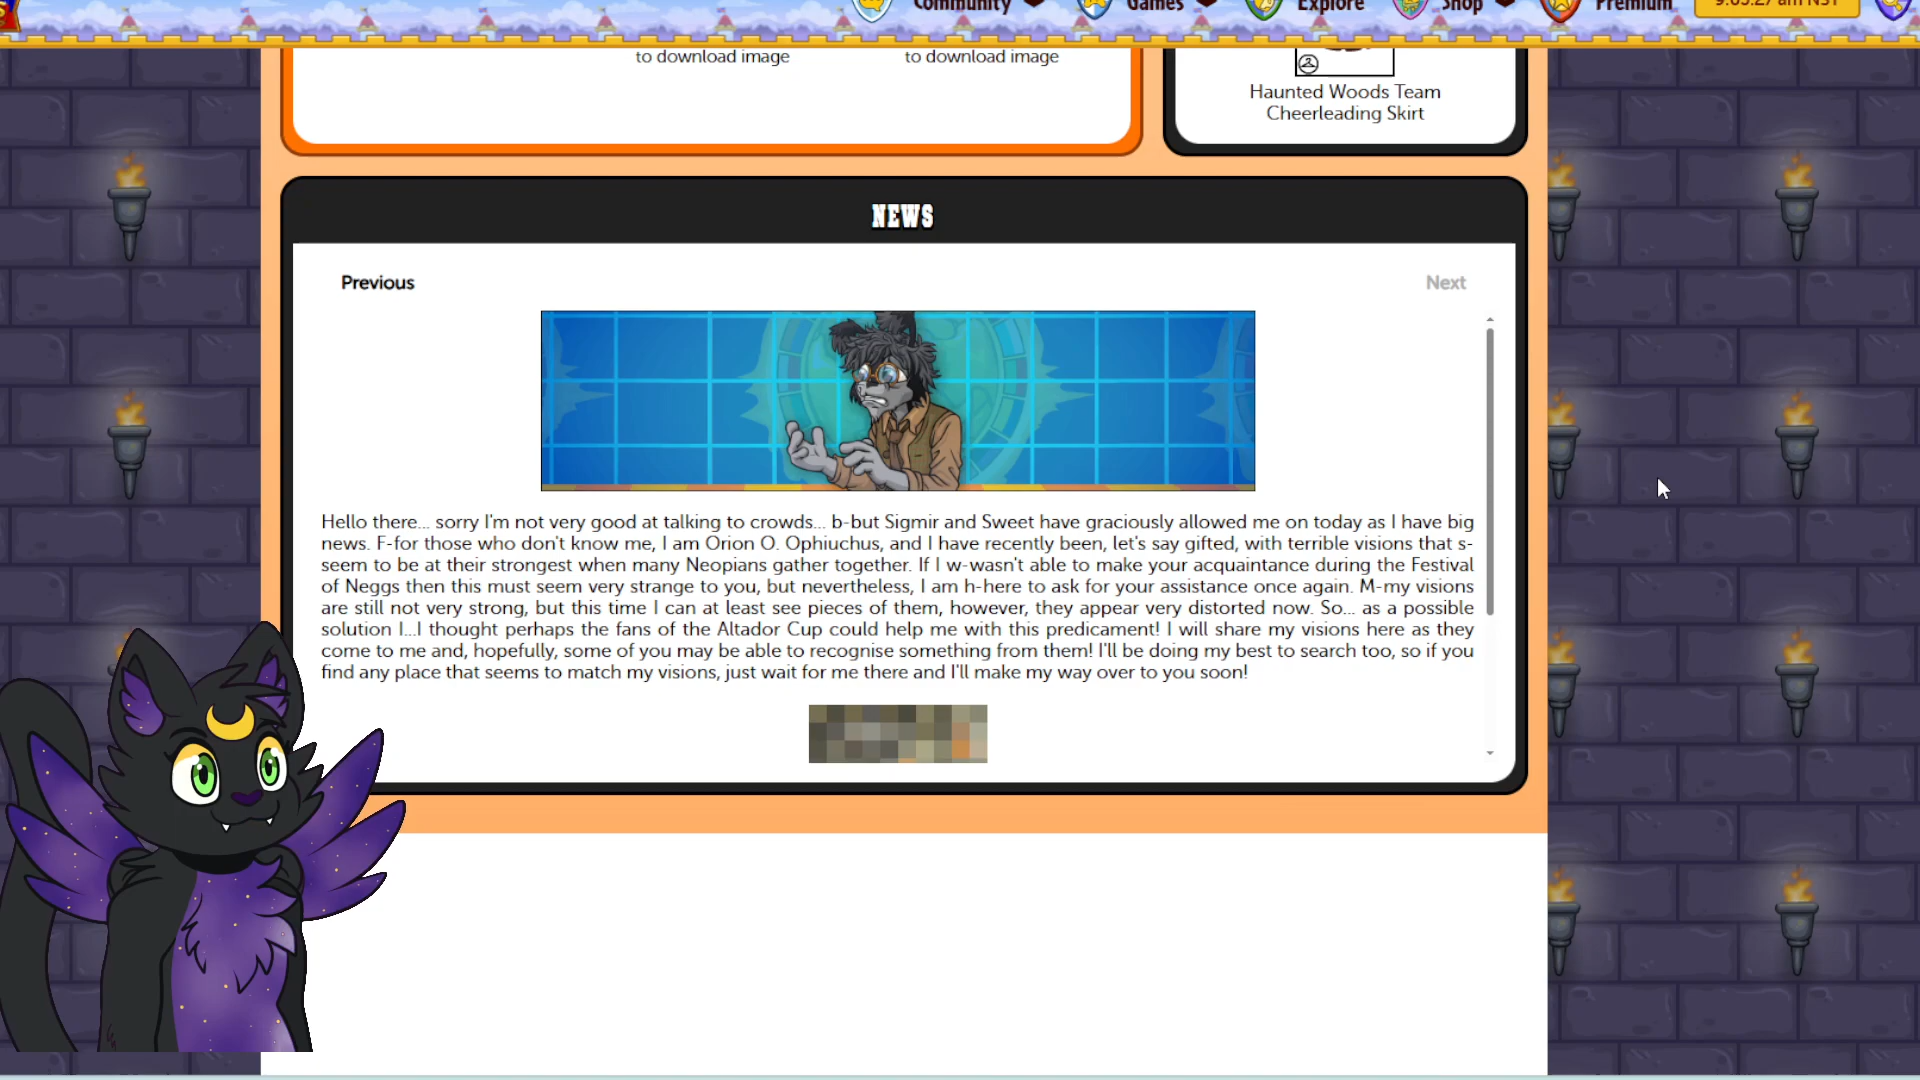 Community
Games
Explore
Shop
Premium
9:05:27 am NST
to download image
to download image
Haunted Woods Team
Cheerleading Skirt
NEWS
Previous
Next
Hello there... sorry I'm not very good at talking to crowds... b-but Sigmir and Sweet have graciously allowed me on today as I have big
news. F-for those who don't know me, I am Orion O. Ophiuchus, and I have recently been, let's say gifted, with terrible visions that s-
seem to be at their strongest when many Neopians gather together. If I w-wasn't able to make your acquaintance during the Festival
of Neggs then this must seem very strange to you, but nevertheless, I am h-here to ask for your assistance once again. M-my visions
are still not very strong, but this time I can at least see pieces of them, however, they appear very distorted now. So... as a possible
solution I...I thought perhaps the fans of the Altador Cup could help me with this predicament! I will share my visions here as they
come to me and, hopefully, some of you may be able to recognise something from them! I'll be doing my best to search too, so if you
find any place that seems to match my visions, just wait for me there and I'll make my way over to you soon!